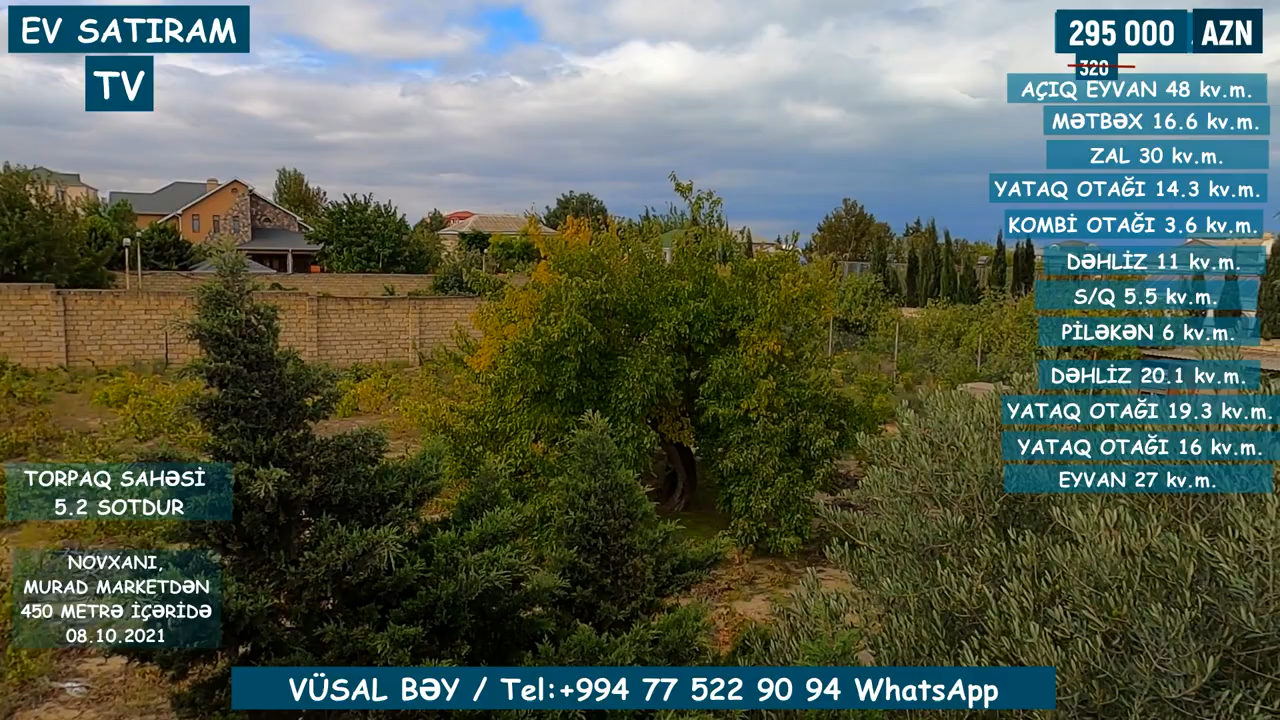 EV SATIRAM
TV
295 000 AZN
320
AÇIQ EYVAN 48 kv.m.
MƏTBƏX 16.6 kv.m.
ZAL 30 kv.m.
YATAQ OTAĞI 14.3 kv.m.
KOMBİ OTAĞI 3.6 kv.m.
DƏHLİZ 11 kv.m.
S/Q 5.5 kv.m.
PİLƏKƏN 6 kv.m.
DƏHLİZ 20.1 kv.m.
YATAQ OTAĞI 19.3 kv.m.
YATAQ OTAĞI 16 kv.m.
EYVAN 27 kv.m.
TORPAQ SAHƏSİ
5.2 SOTDUR
NOVXANI,
MURAD MARKETDƏN
450 METRƏ İÇƏRİDƏ
08.10.2021
VÜSAL BƏY / Tel:+994 77 522 90 94 WhatsApp